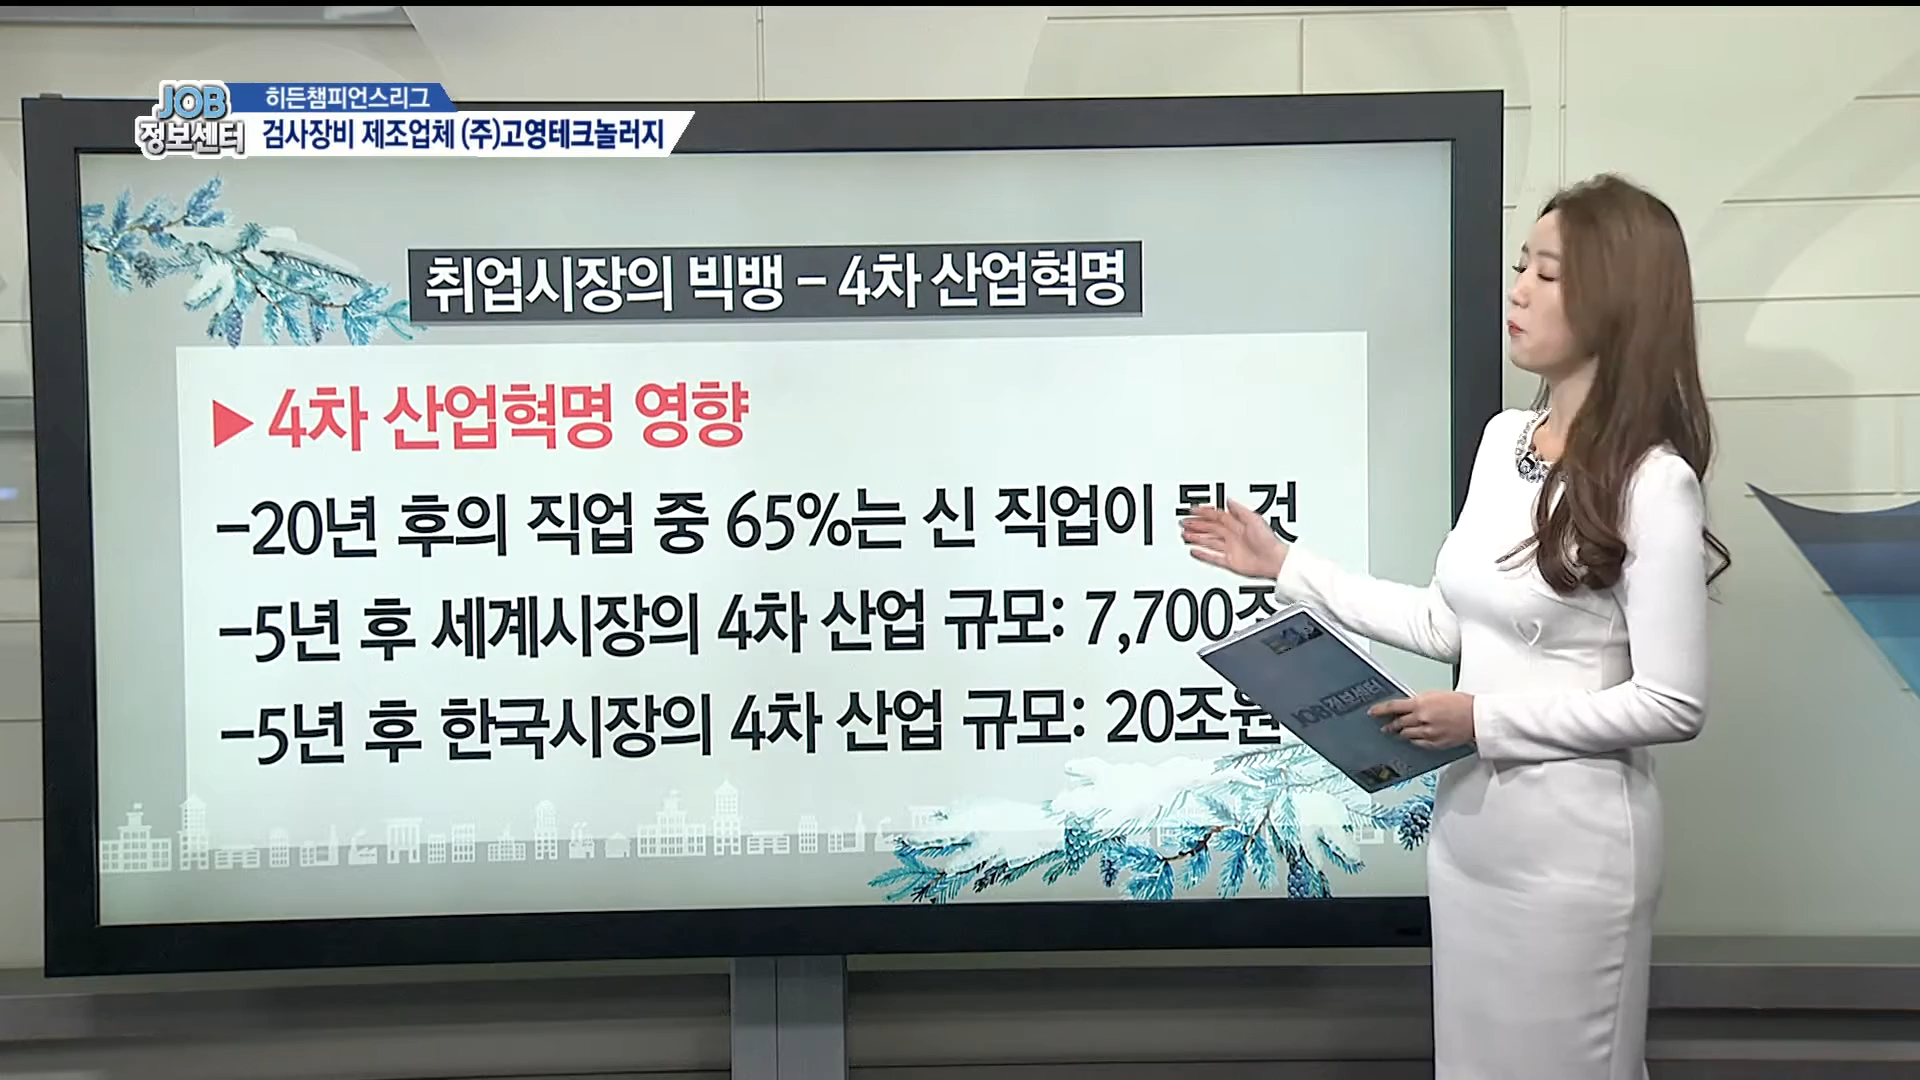 JOB
정보센터
히든챔피언스리그
검사장비 제조업체 (주)고영테크놀러지
취업시장의 빅뱅 - 4차 산업혁명
▶ 4차 산업혁명 영향
-20년 후의 직업 중 65%는 신 직업이 될 것
-5년 후 세계시장의 4차 산업 규모: 7,700조
-5년 후 한국시장의 4차 산업 규모: 20조원
JOB 정보센터